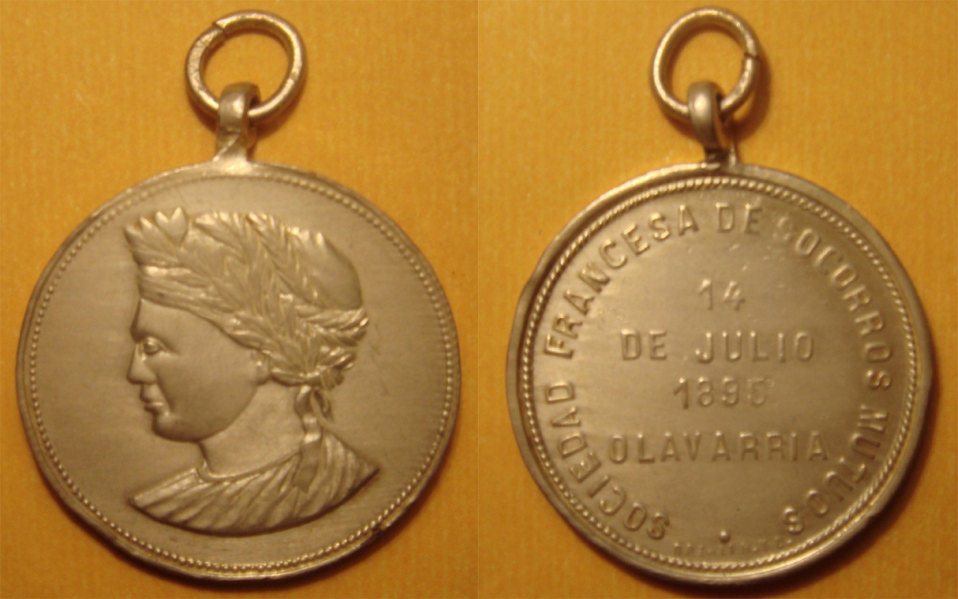 SOCIEDAD FRANCESA DE SOCORROS MUTUOS
14
DE JULIO
1895
OLAVARRIA